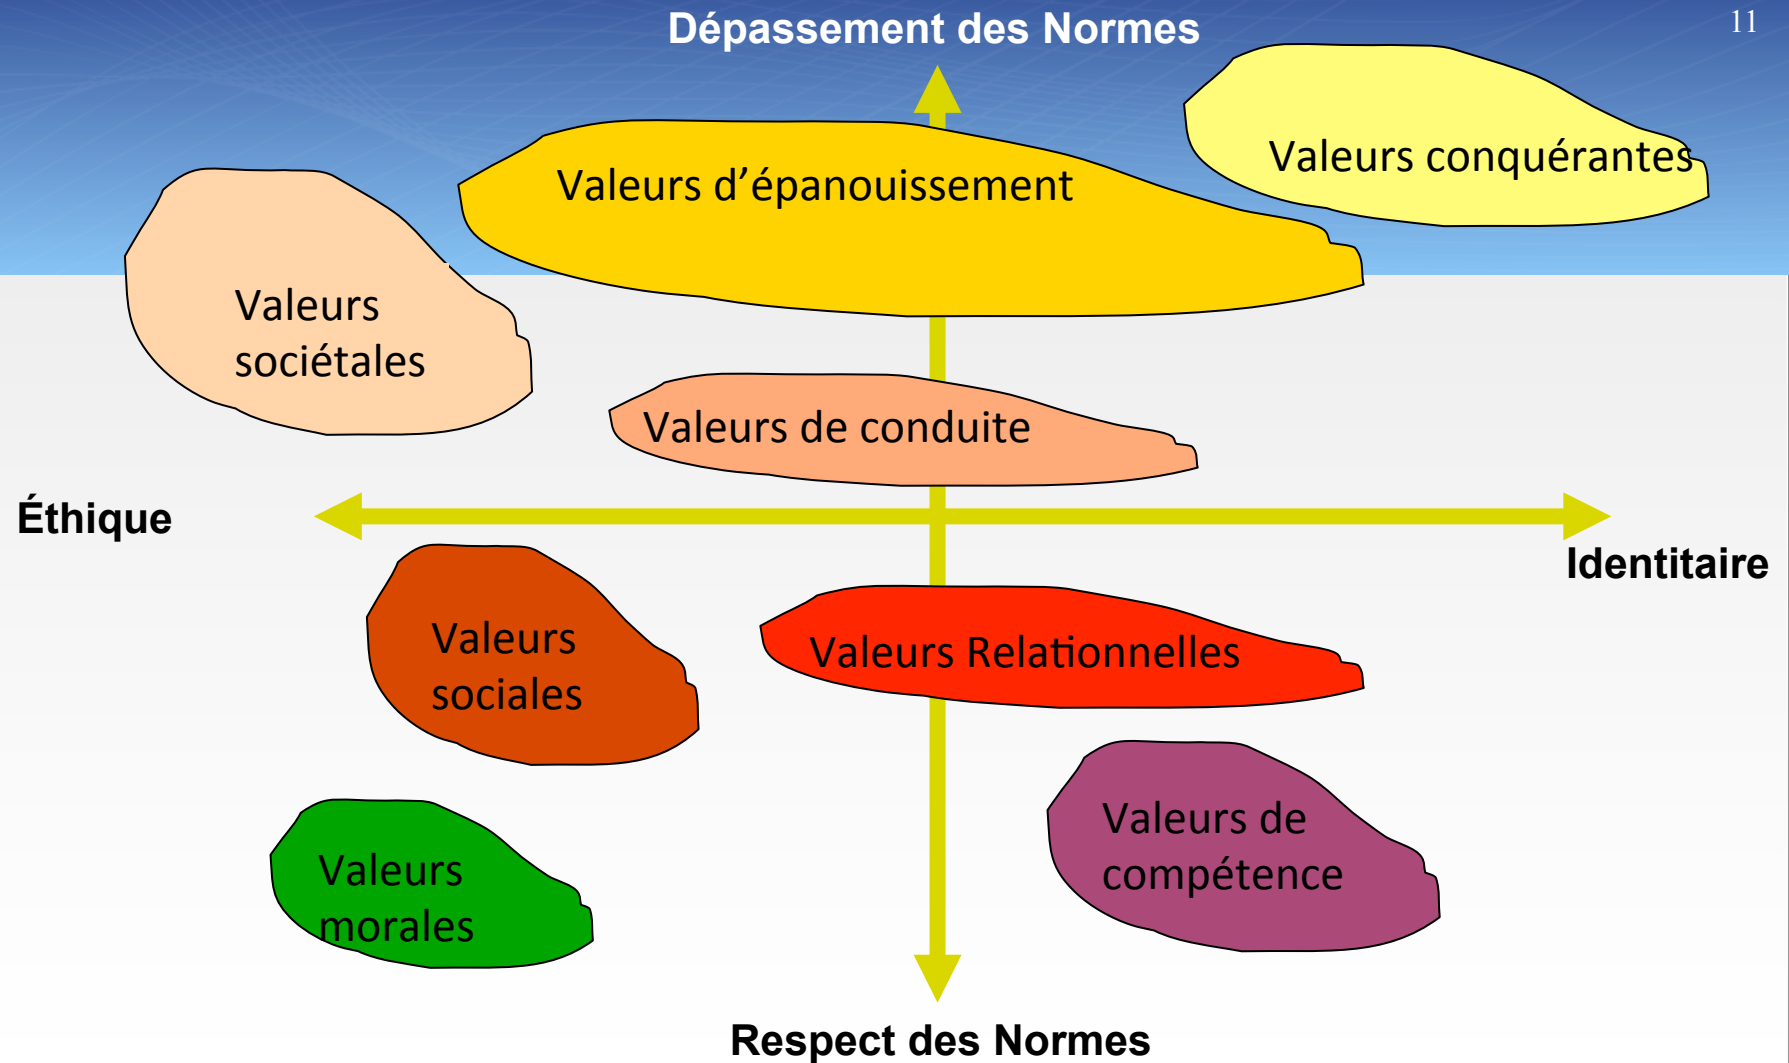 11
Dépassement des Normes
Valeurs conquérantes
Valeurs d’épanouissement
Valeurs
sociétales
Valeurs de conduite
Éthique
Identitaire
Valeurs
sociales
Valeurs Relationnelles
Valeurs de
compétence
Valeurs
morales
Respect des Normes